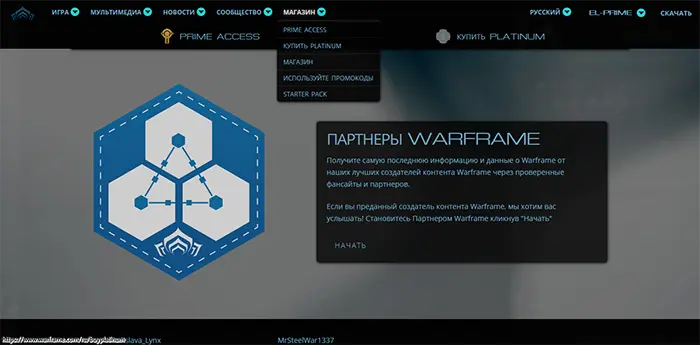 ИГРА МУЛЬТИМЕДИА НОВОСТИ СООБЩЕСТВО МАГАЗИН РУССКИЙ EL-PRIME СКАЧАТЬ
PRIME ACCESS КУПИТЬ PLATINUM
PRIME ACCESS
КУПИТЬ PLATINUM
МАГАЗИН
ИСПОЛЬЗУЙТЕ ПРОМОКОДЫ
STARTER PACK
ПАРТНЕРЫ WARFRAME
Получите самую последнюю информацию и данные о Warframe от
наших лучших создателей контента Warframe через проверенные
фансайты и партнеров.
Если вы преданный создатель контента Warframe, мы хотим вас
услышать! Становитесь Партнером Warframe кликнув "Начать"
НАЧАТЬ
https://www.warframe.com/ru/buyplatinum slava_Lynx MrSteelWar1337